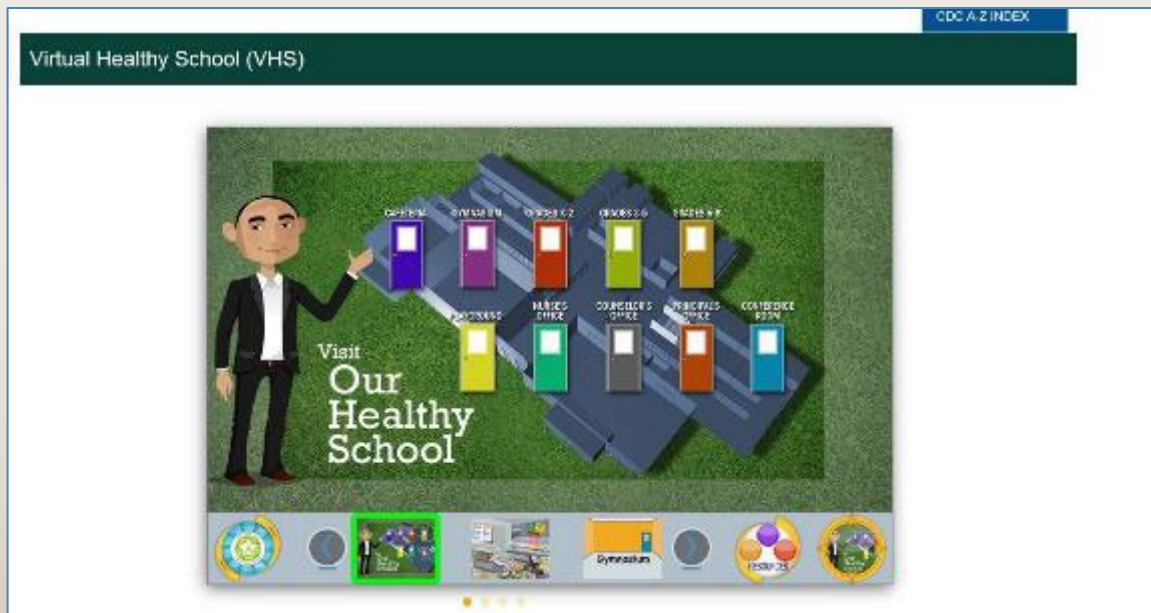 CDC A-Z INDEX
Virtual Healthy School (VHS)
CAFETERIA
GYMNASIUM
GRADES K-2
GRADES 3-5
GRADES 6-8
PLAYGROUND
NURSE'S
OFFICE
COUNSELOR'S
OFFICE
PRINCIPAL'S
OFFICE
CONFERENCE
ROOM
Visit
Our
Healthy
School
Gymnasium
RESOURCES